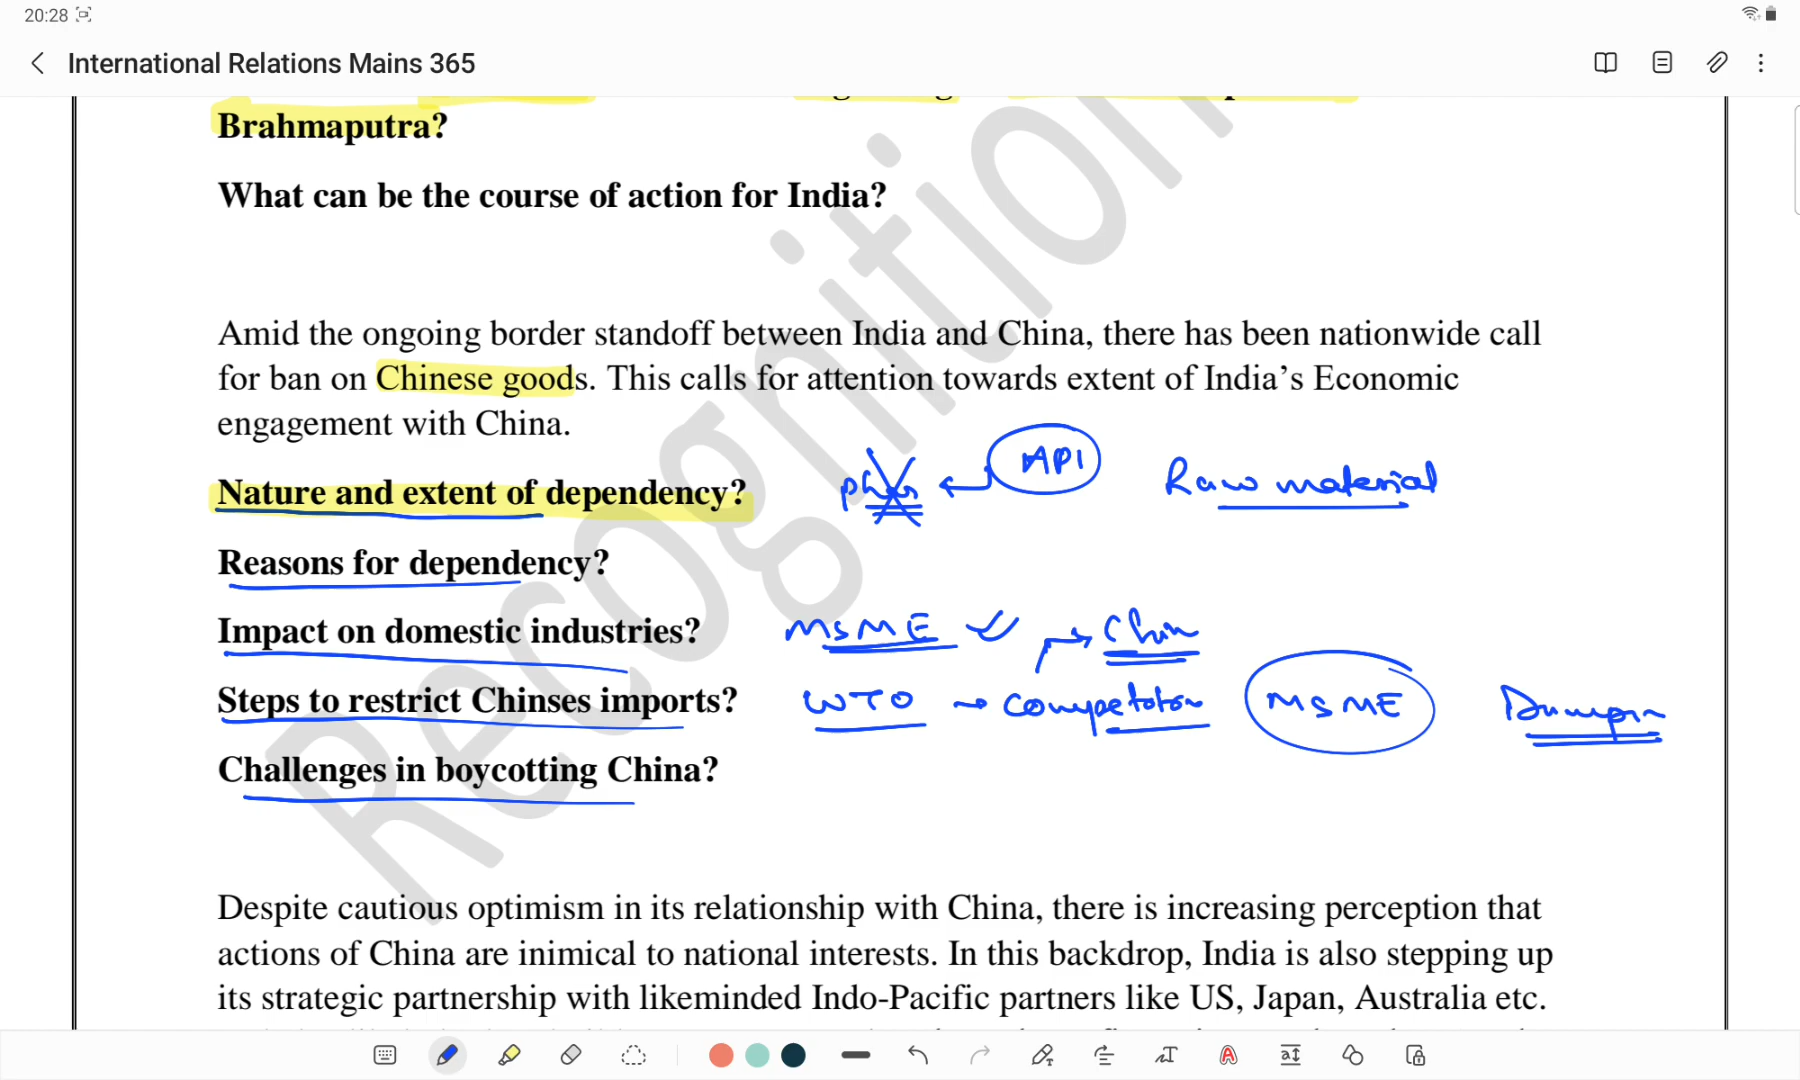 20:28
International Relations Mains 365
Brahmaputra?
What can be the course of action for India?
Amid the ongoing border standoff between India and China, there has been nationwide call
for ban on Chinese goods. This calls for attention towards extent of India's Economic
engagement with China.
API
Nature and extent of dependency? Raw material
Reasons for dependency?
Impact on domestic industries? MSME Chin
Steps to restrict Chinses imports? WTO → MSME
Challenges in boycotting China?
Despite cautious optimism in its relationship with China, there is increasing perception that
actions of China are inimical to national interests. In this backdrop, India is also stepping up
its strategic partnership with likeminded Indo-Pacific partners like US, Japan, Australia etc.
Recognition